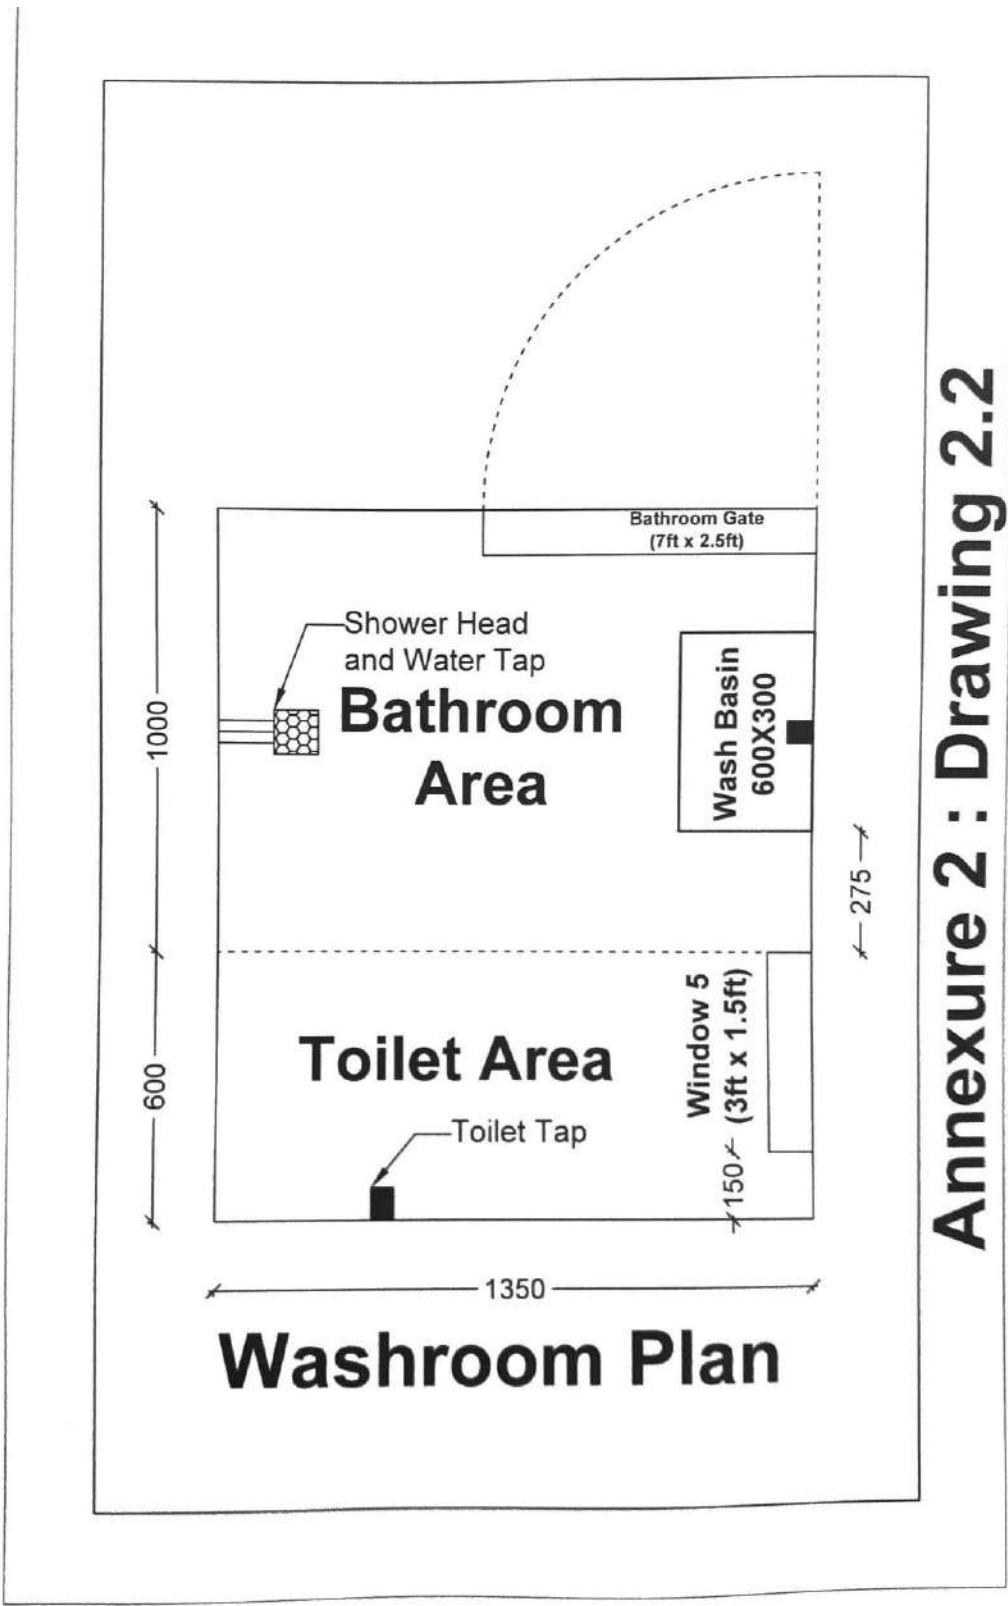 Bathroom Gate
(7ft x 2.5ft)
Shower Head
and Water Tap
Bathroom
Area
Wash Basin
600X300
1000
275
Toilet Area
Window 5
(3ft x 1.5ft)
600
Toilet Tap
150
1350
Washroom Plan
Annexure 2 : Drawing 2.2